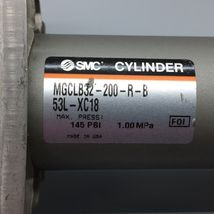 SMC CYLINDER
MGCLB32-200-R-B
53L-XC18
MAX. PRESS:
145 PSI 1.00 MPa
FOI
MADE IN USA